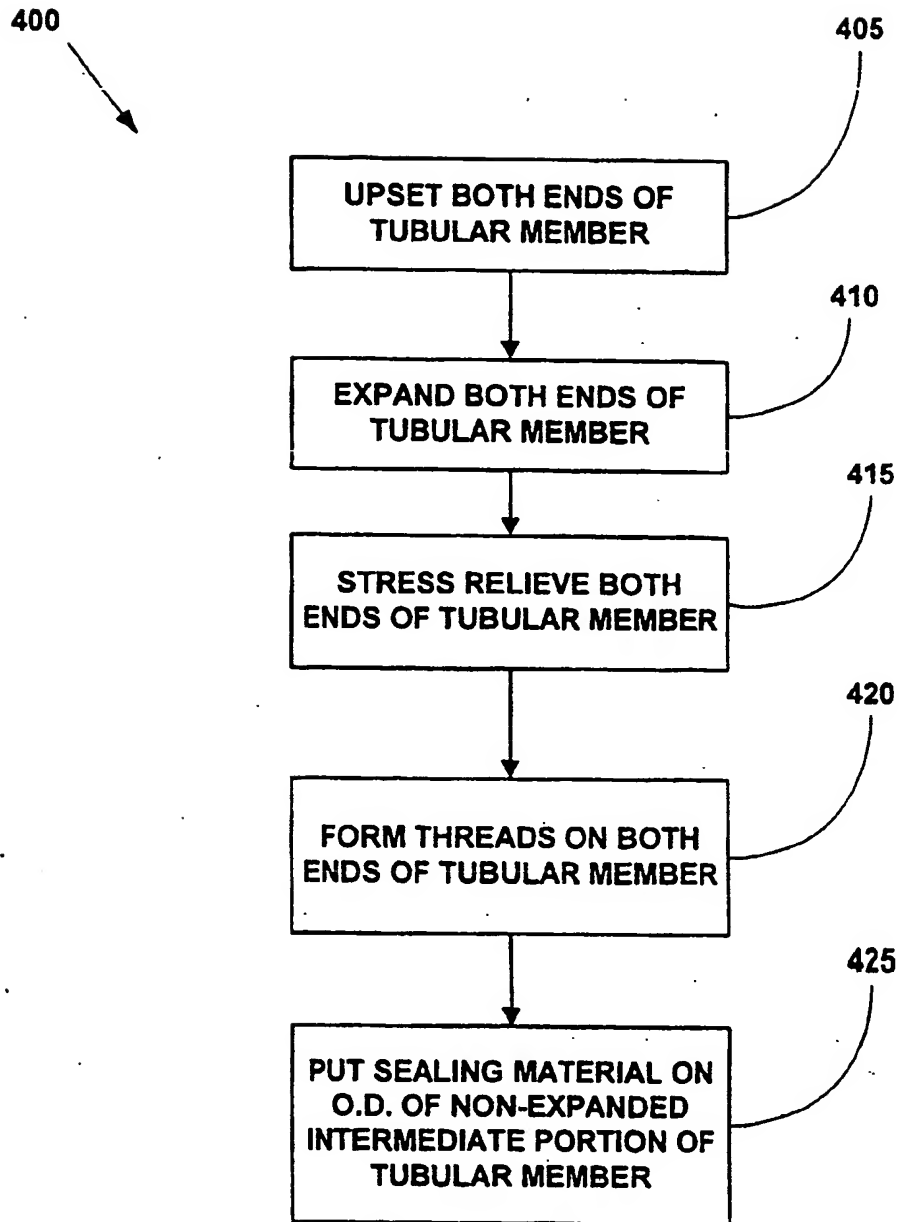 400
405
UPSET BOTH ENDS OF
TUBULAR MEMBER
410
EXPAND BOTH ENDS OF
TUBULAR MEMBER
415
STRESS RELIEVE BOTH
ENDS OF TUBULAR MEMBER
420
FORM THREADS ON BOTH
ENDS OF TUBULAR MEMBER
425
PUT SEALING MATERIAL ON
O.D. OF NON-EXPANDED
INTERMEDIATE PORTION OF
TUBULAR MEMBER